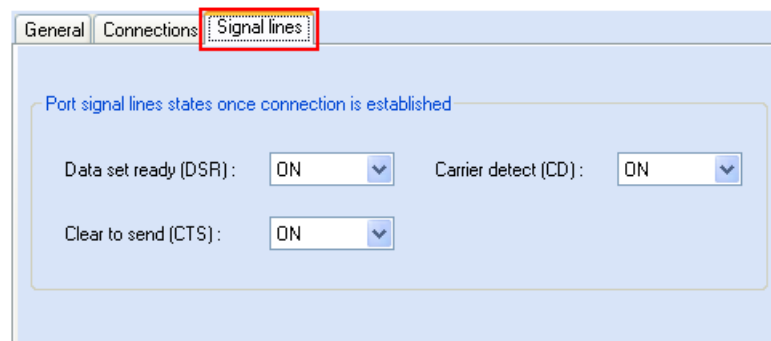 General Connections Signal lines
Port signal lines states once connection is established
Data set ready (DSR) : ON Carrier detect (CD) : ON
Clear to send (CTS) : ON